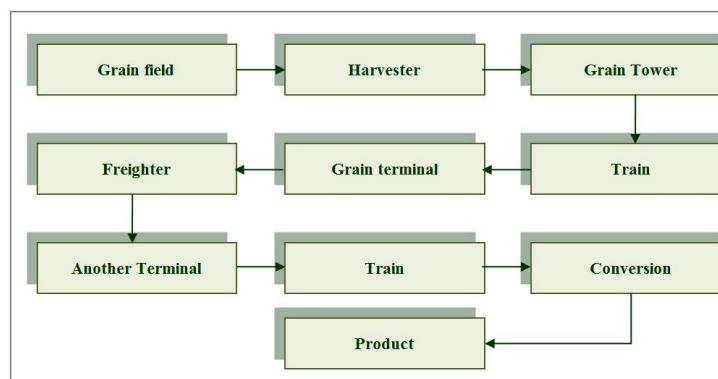 Grain field
Harvester
Grain Tower
Train
Grain terminal
Freighter
Another Terminal
Train
Conversion
Product